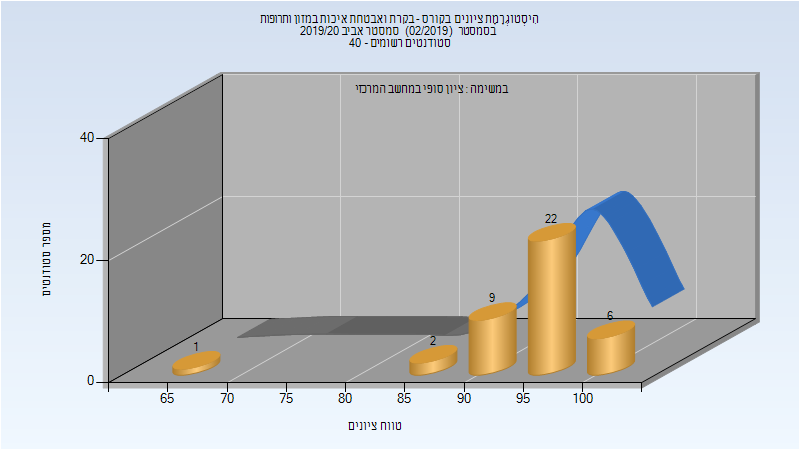 הִיסְטוֹגְרָמַת ציונים בקורס - בקרת ואבטחת איכות במזון ותרופות
בסמסטר (02/2019) סמסטר אביב 2019/20
סטודנטים רשומים - 40
במשימה : ציון סופי במחשב המרכזי
מספר סטודנטים
40
20
0
1
2
9
22
6
65
70
75
80
85
90
95
100
טווח ציונים